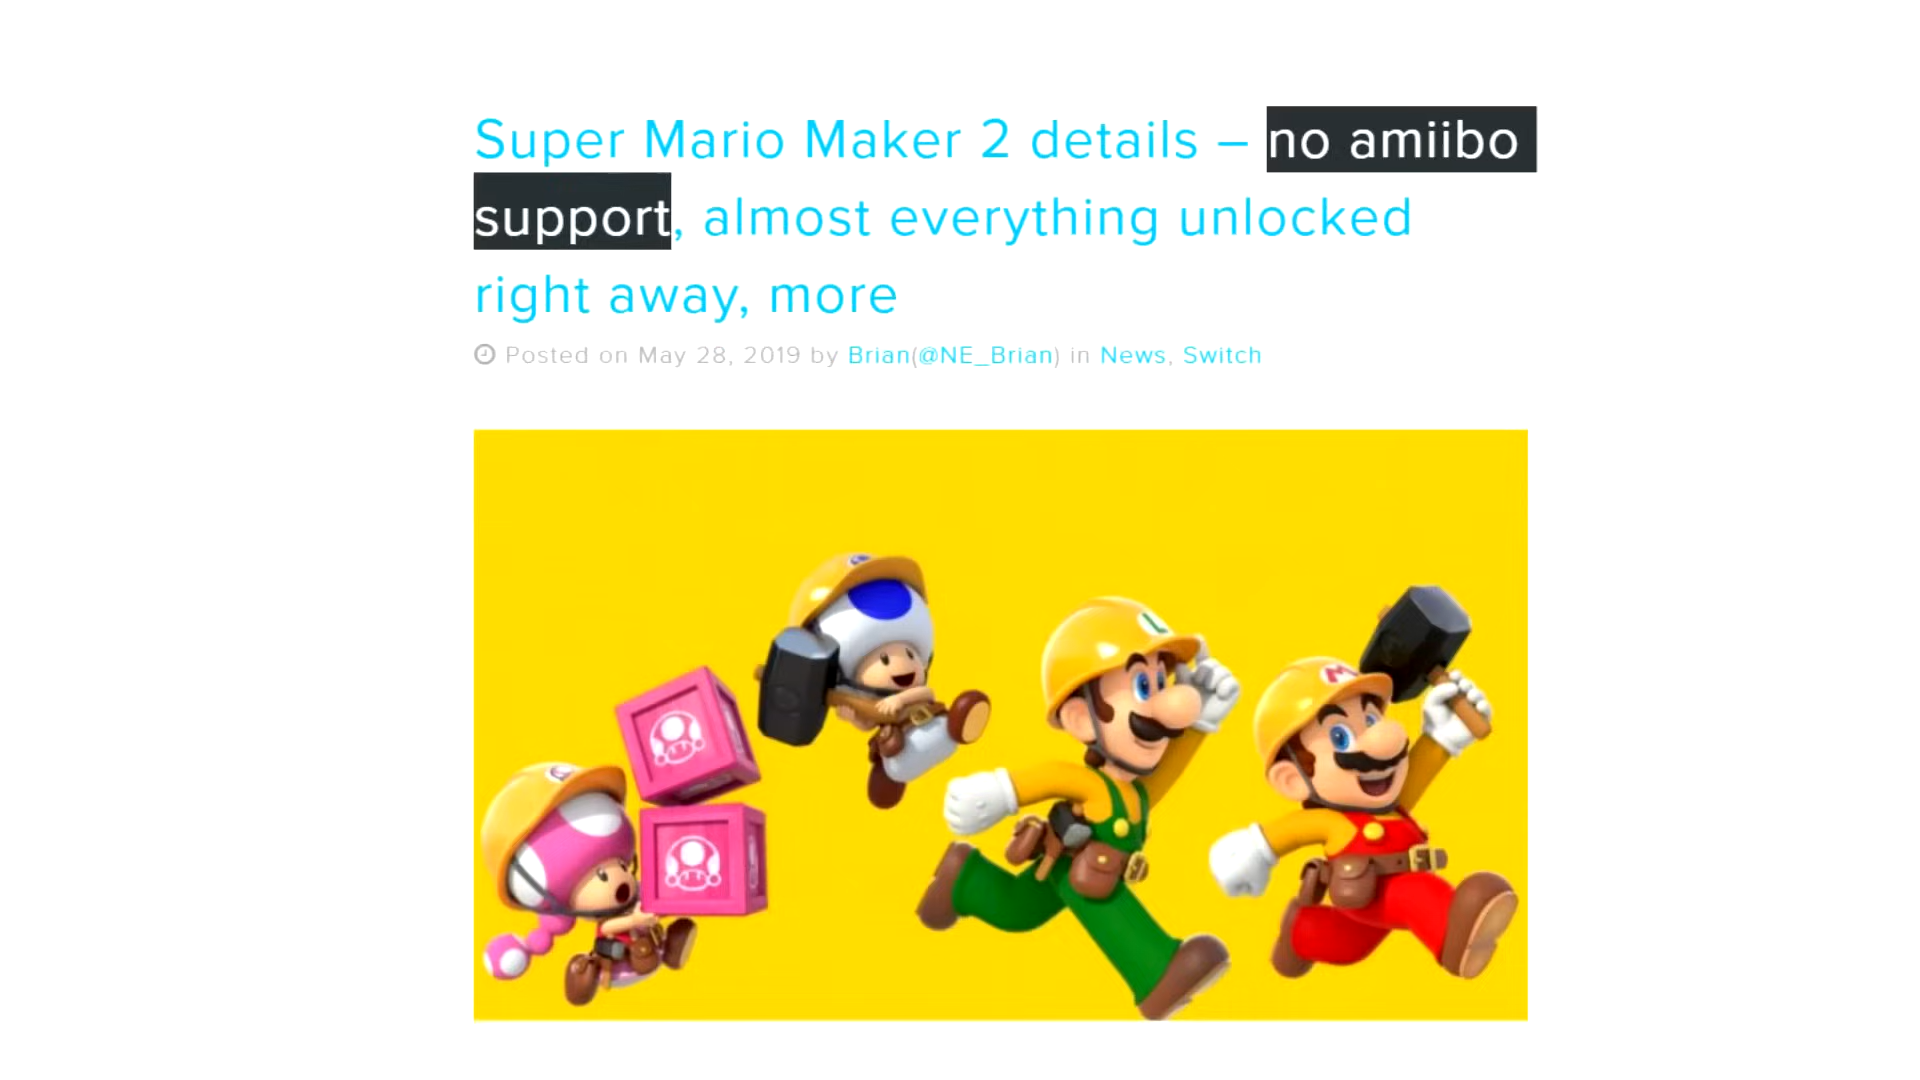 Super Mario Maker 2 details – no amiibo
support, almost everything unlocked
right away, more
Posted on May 28, 2019 by Brian(@NE_Brian) in News, Switch
L
M